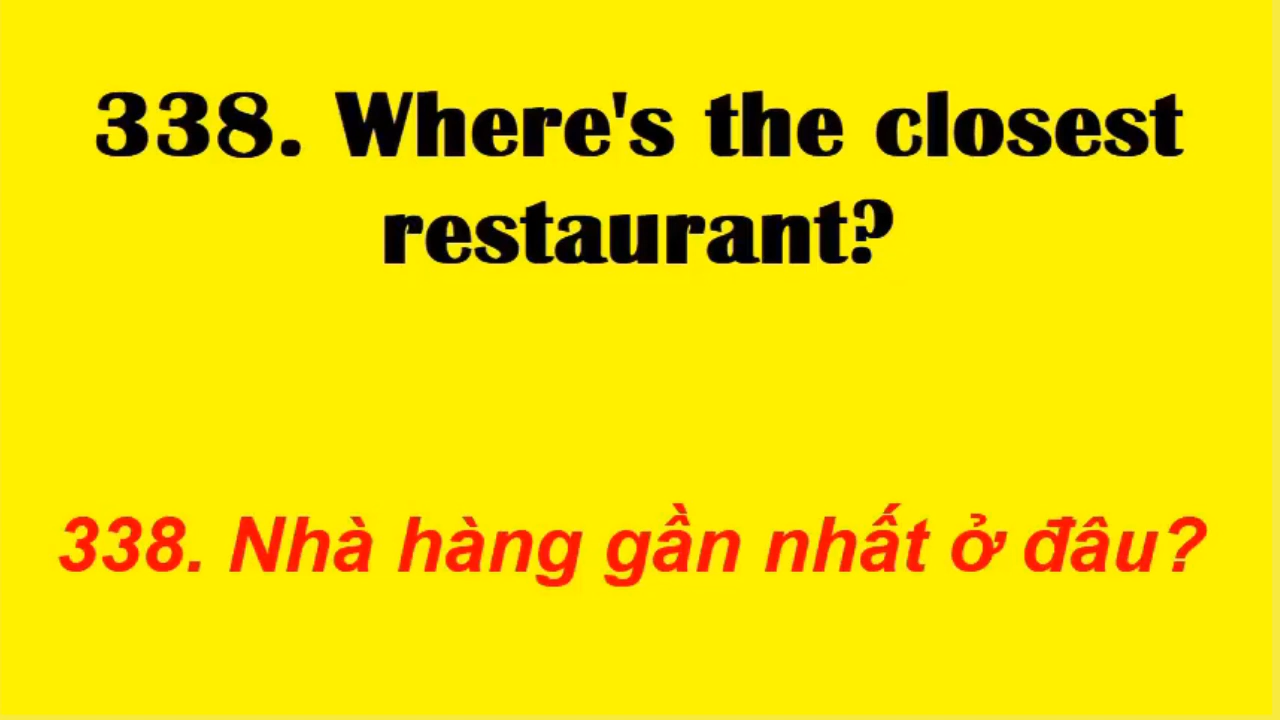 338. Where's the closest
restaurant?
338. Nhà hàng gần nhất ở đâu?